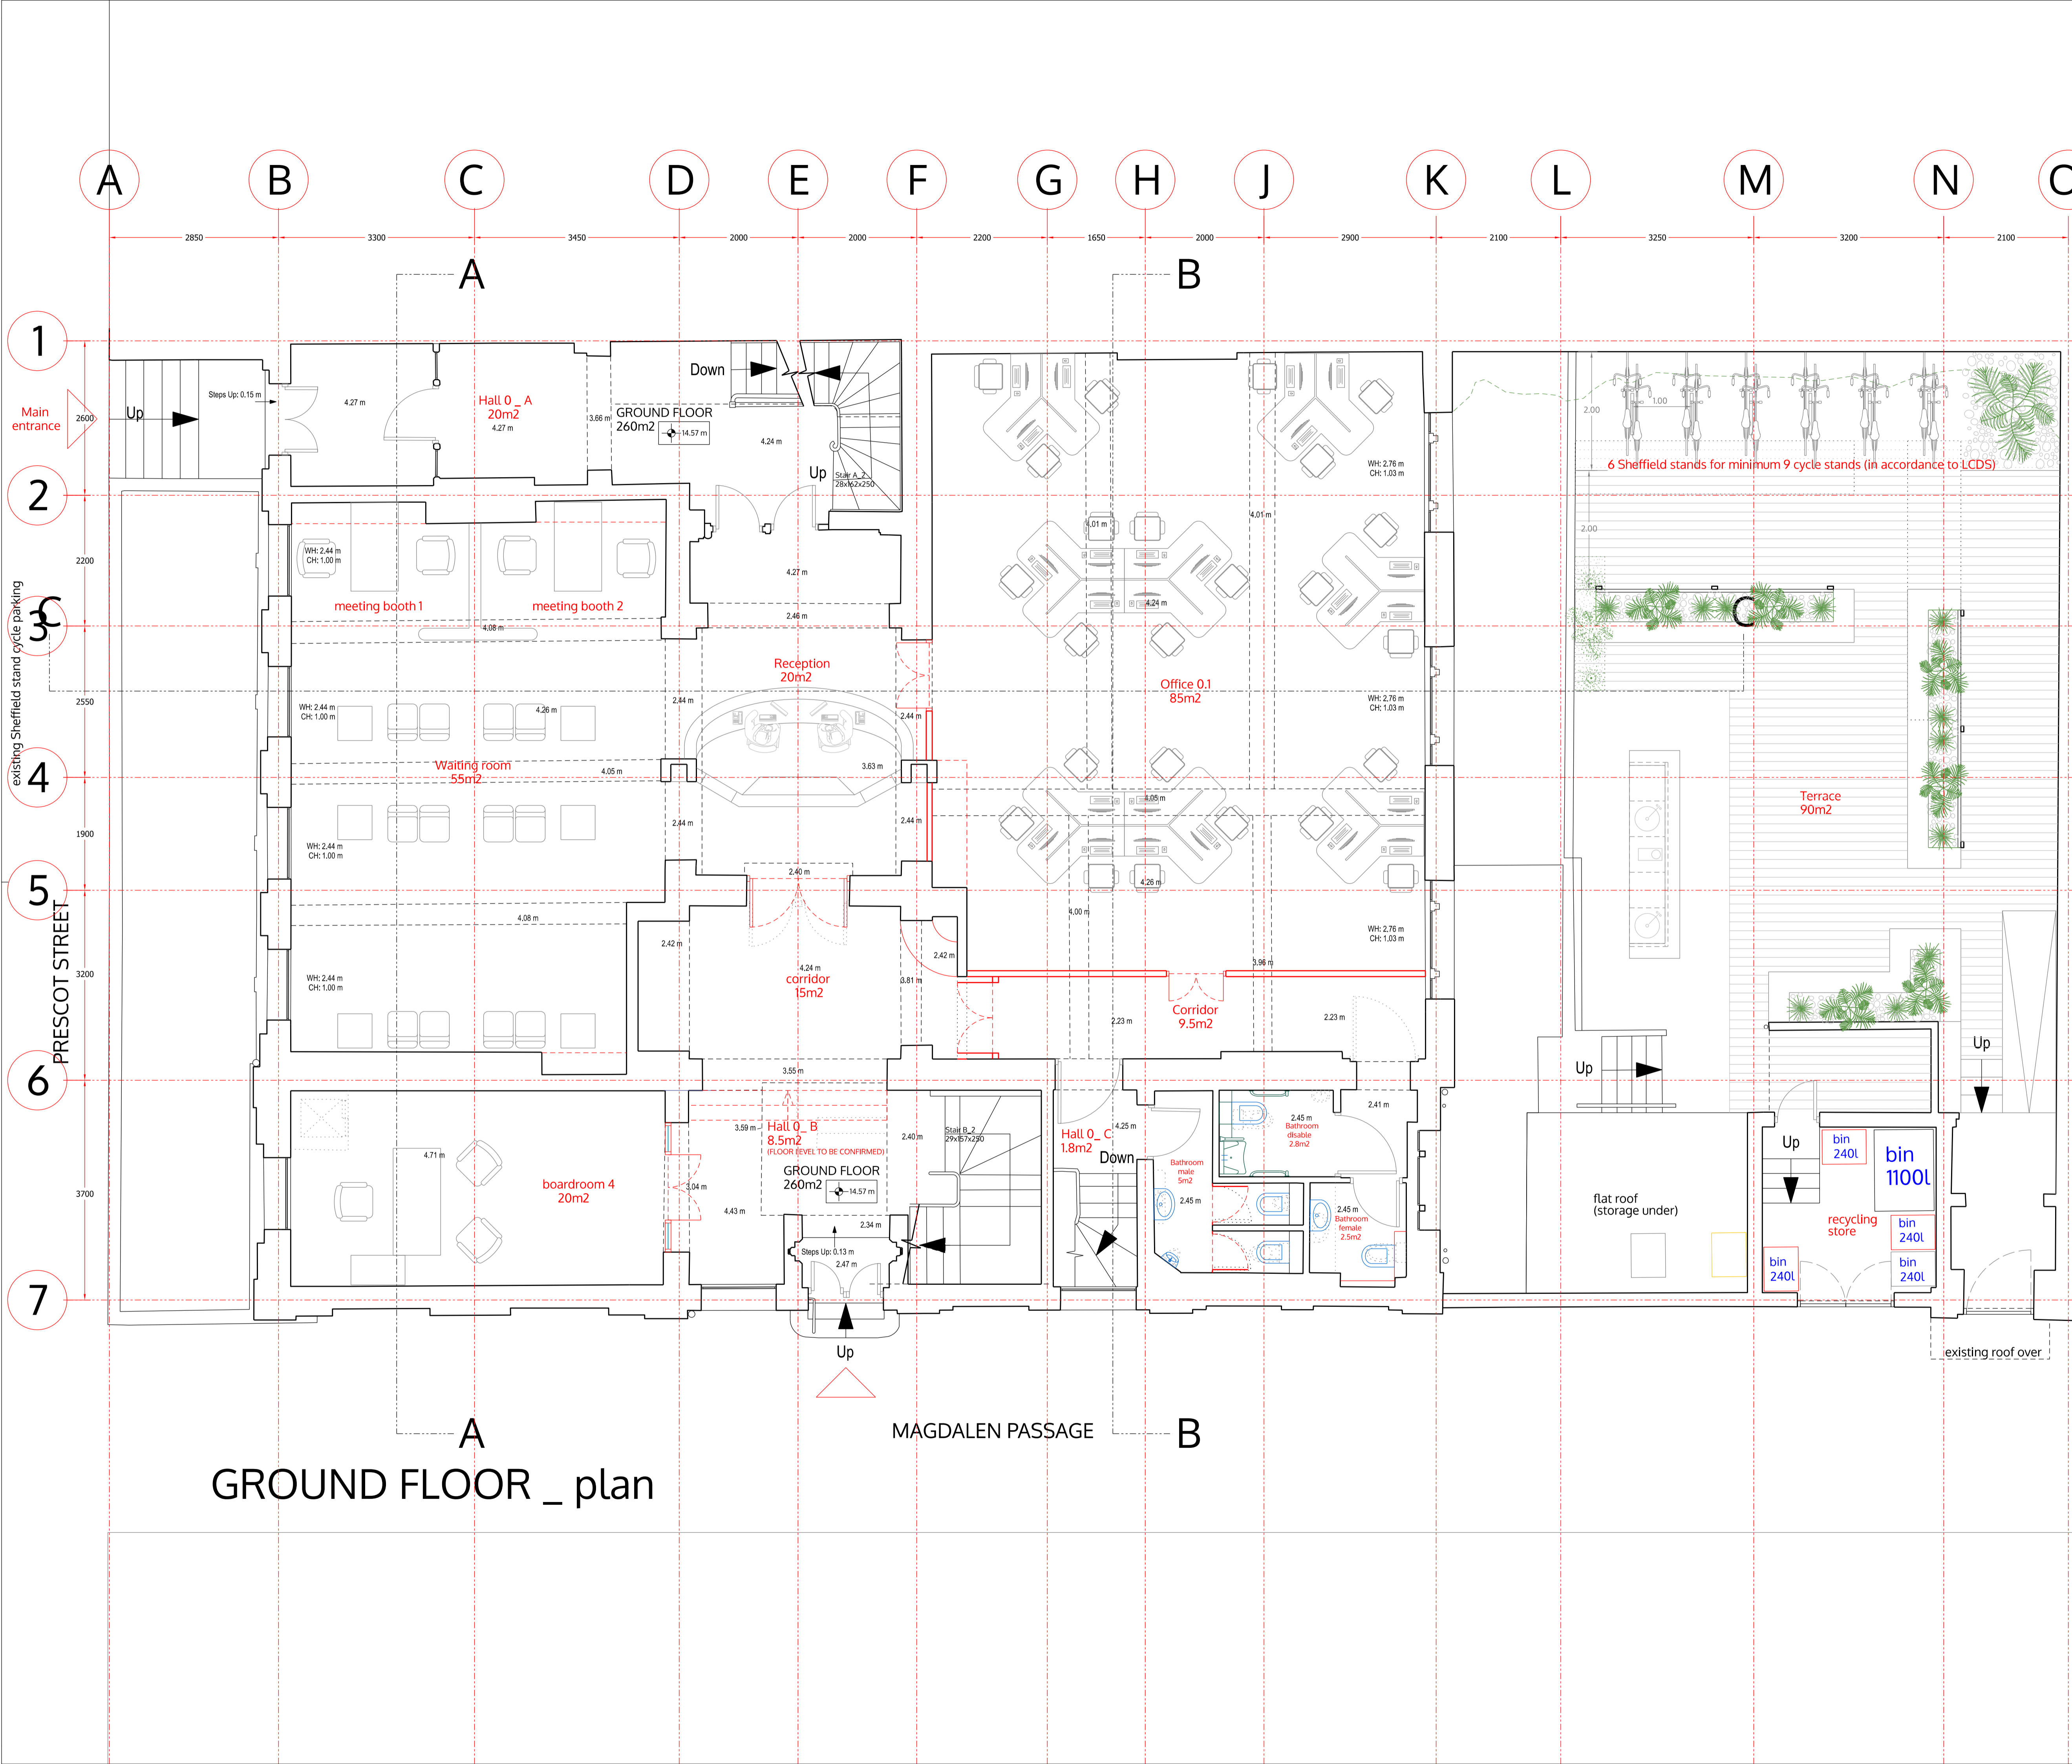 A B C D E F G H J K L M N O
2850 3300 3450 2000 2000 2200 1650 2000 2900 2100 3250 3200 2100
A B
1
Main
entrance
2600
Up
Steps Up: 0.15 m
4.27 m
Hall 0 _ A
20m2
4.27 m
3.66 m
GROUND FLOOR
260m2
14.57 m
Down
4.24 m
Up
Stair A_2
28x162x250
2
2200
WH: 2.44 m
CH: 1.00 m
meeting booth 1
meeting booth 2
4.08 m
4.27 m
2.46 m
4.01 m
4.01 m
4.24 m
WH: 2.76 m
CH: 1.03 m
2.00
1.00
6 Sheffield stands for minimum 9 cycle stands (in accordance to LCDS)
2.00
existing Sheffield stand cycle parking
C
3
C
2550
Reception
20m2
2.44 m
2.44 m
Office 0.1
85m2
WH: 2.76 m
CH: 1.03 m
WH: 2.44 m
CH: 1.00 m
4.26 m
Waiting room
55m2
4.05 m
3.63 m
4
1900
4.05 m
Terrace
90m2
2.44 m
2.44 m
WH: 2.44 m
CH: 1.00 m
2.40 m
4.26 m
5
PRESCOT STREET
4.08 m
4.00 m
2.42 m
2.42 m
WH: 2.76 m
CH: 1.03 m
3200
WH: 2.44 m
CH: 1.00 m
4.24 m
corridor
15m2
3.81 m
3.96 m
2.23 m
Corridor
9.5m2
2.23 m
6
3.55 m
Up
Up
3700
4.71 m
boardroom 4
20m2
3.59 m
Hall 0_ B
8.5m2
(FLOOR LEVEL TO BE CONFIRMED)
GROUND FLOOR
260m2
14.57 m
3.04 m
4.43 m
2.40 m
Stair B_2
29x157x250
2.34 m
Steps Up: 0.13 m
2.47 m
Hall 0_ C
1.8m2
4.25 m
Down
Bathroom
male
5m2
2.45 m
2.45 m
Bathroom
disable
2.8m2
2.41 m
2.45 m
Bathroom
female
2.5m2
flat roof
(storage under)
Up
bin
240l
bin
1100l
recycling
store
bin
240l
bin
240l
bin
240l
7
Up
existing roof over
A
MAGDALEN PASSAGE
B
GROUND FLOOR _ plan